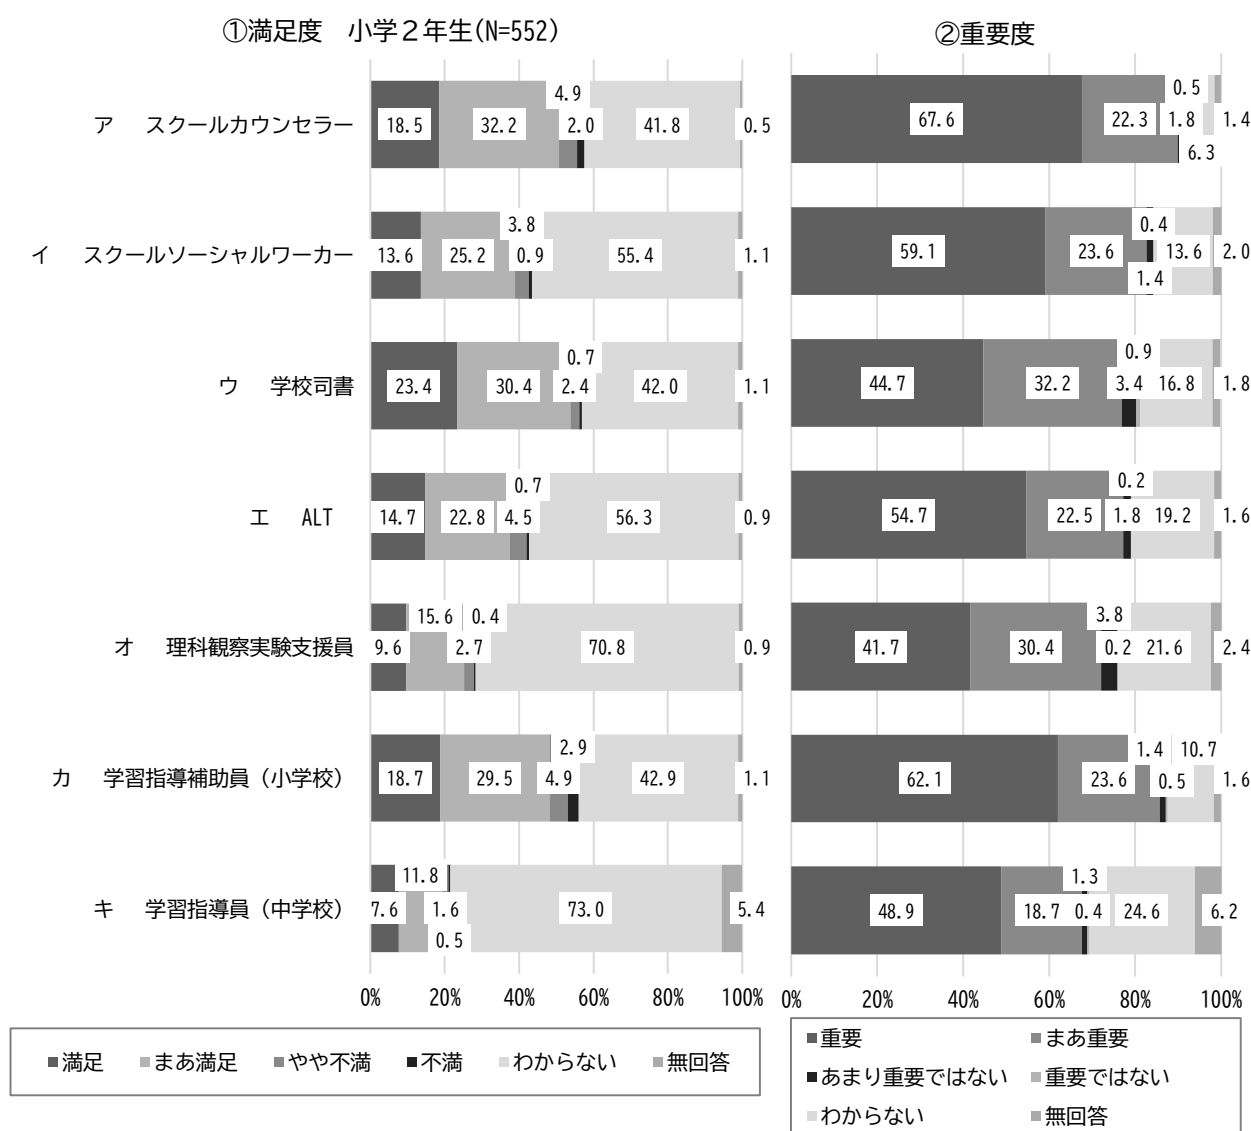 ①満足度　小学２年生(N=552)
②重要度
4.9
0.5
ア　スクールカウンセラー
18.5 32.2 2.0 41.8 0.5
67.6 22.3 1.8 1.4
6.3
3.8
0.4
イ　スクールソーシャルワーカー
13.6 25.2 0.9 55.4 1.1
59.1 23.6 13.6 2.0
1.4
0.7
0.9
ウ　学校司書
23.4 30.4 2.4 42.0 1.1
44.7 32.2 3.4 16.8 1.8
0.7
0.2
エ　ALT
14.7 22.8 4.5 56.3 0.9
54.7 22.5 1.8 19.2 1.6
15.6 0.4
3.8
オ　理科観察実験支援員
9.6 2.7 70.8 0.9
41.7 30.4 0.2 21.6 2.4
2.9
1.4 10.7
カ　学習指導補助員（小学校）
18.7 29.5 4.9 42.9 1.1
62.1 23.6 0.5 1.6
11.8
1.3
キ　学習指導員（中学校）
7.6 1.6 73.0 5.4
48.9 18.7 0.4 24.6 6.2
0.5
0% 20% 40% 60% 80% 100%
0% 20% 40% 60% 80% 100%
満足 まあ満足 やや不満 不満 わからない 無回答
重要 まあ重要
あまり重要ではない 重要ではない
わからない 無回答